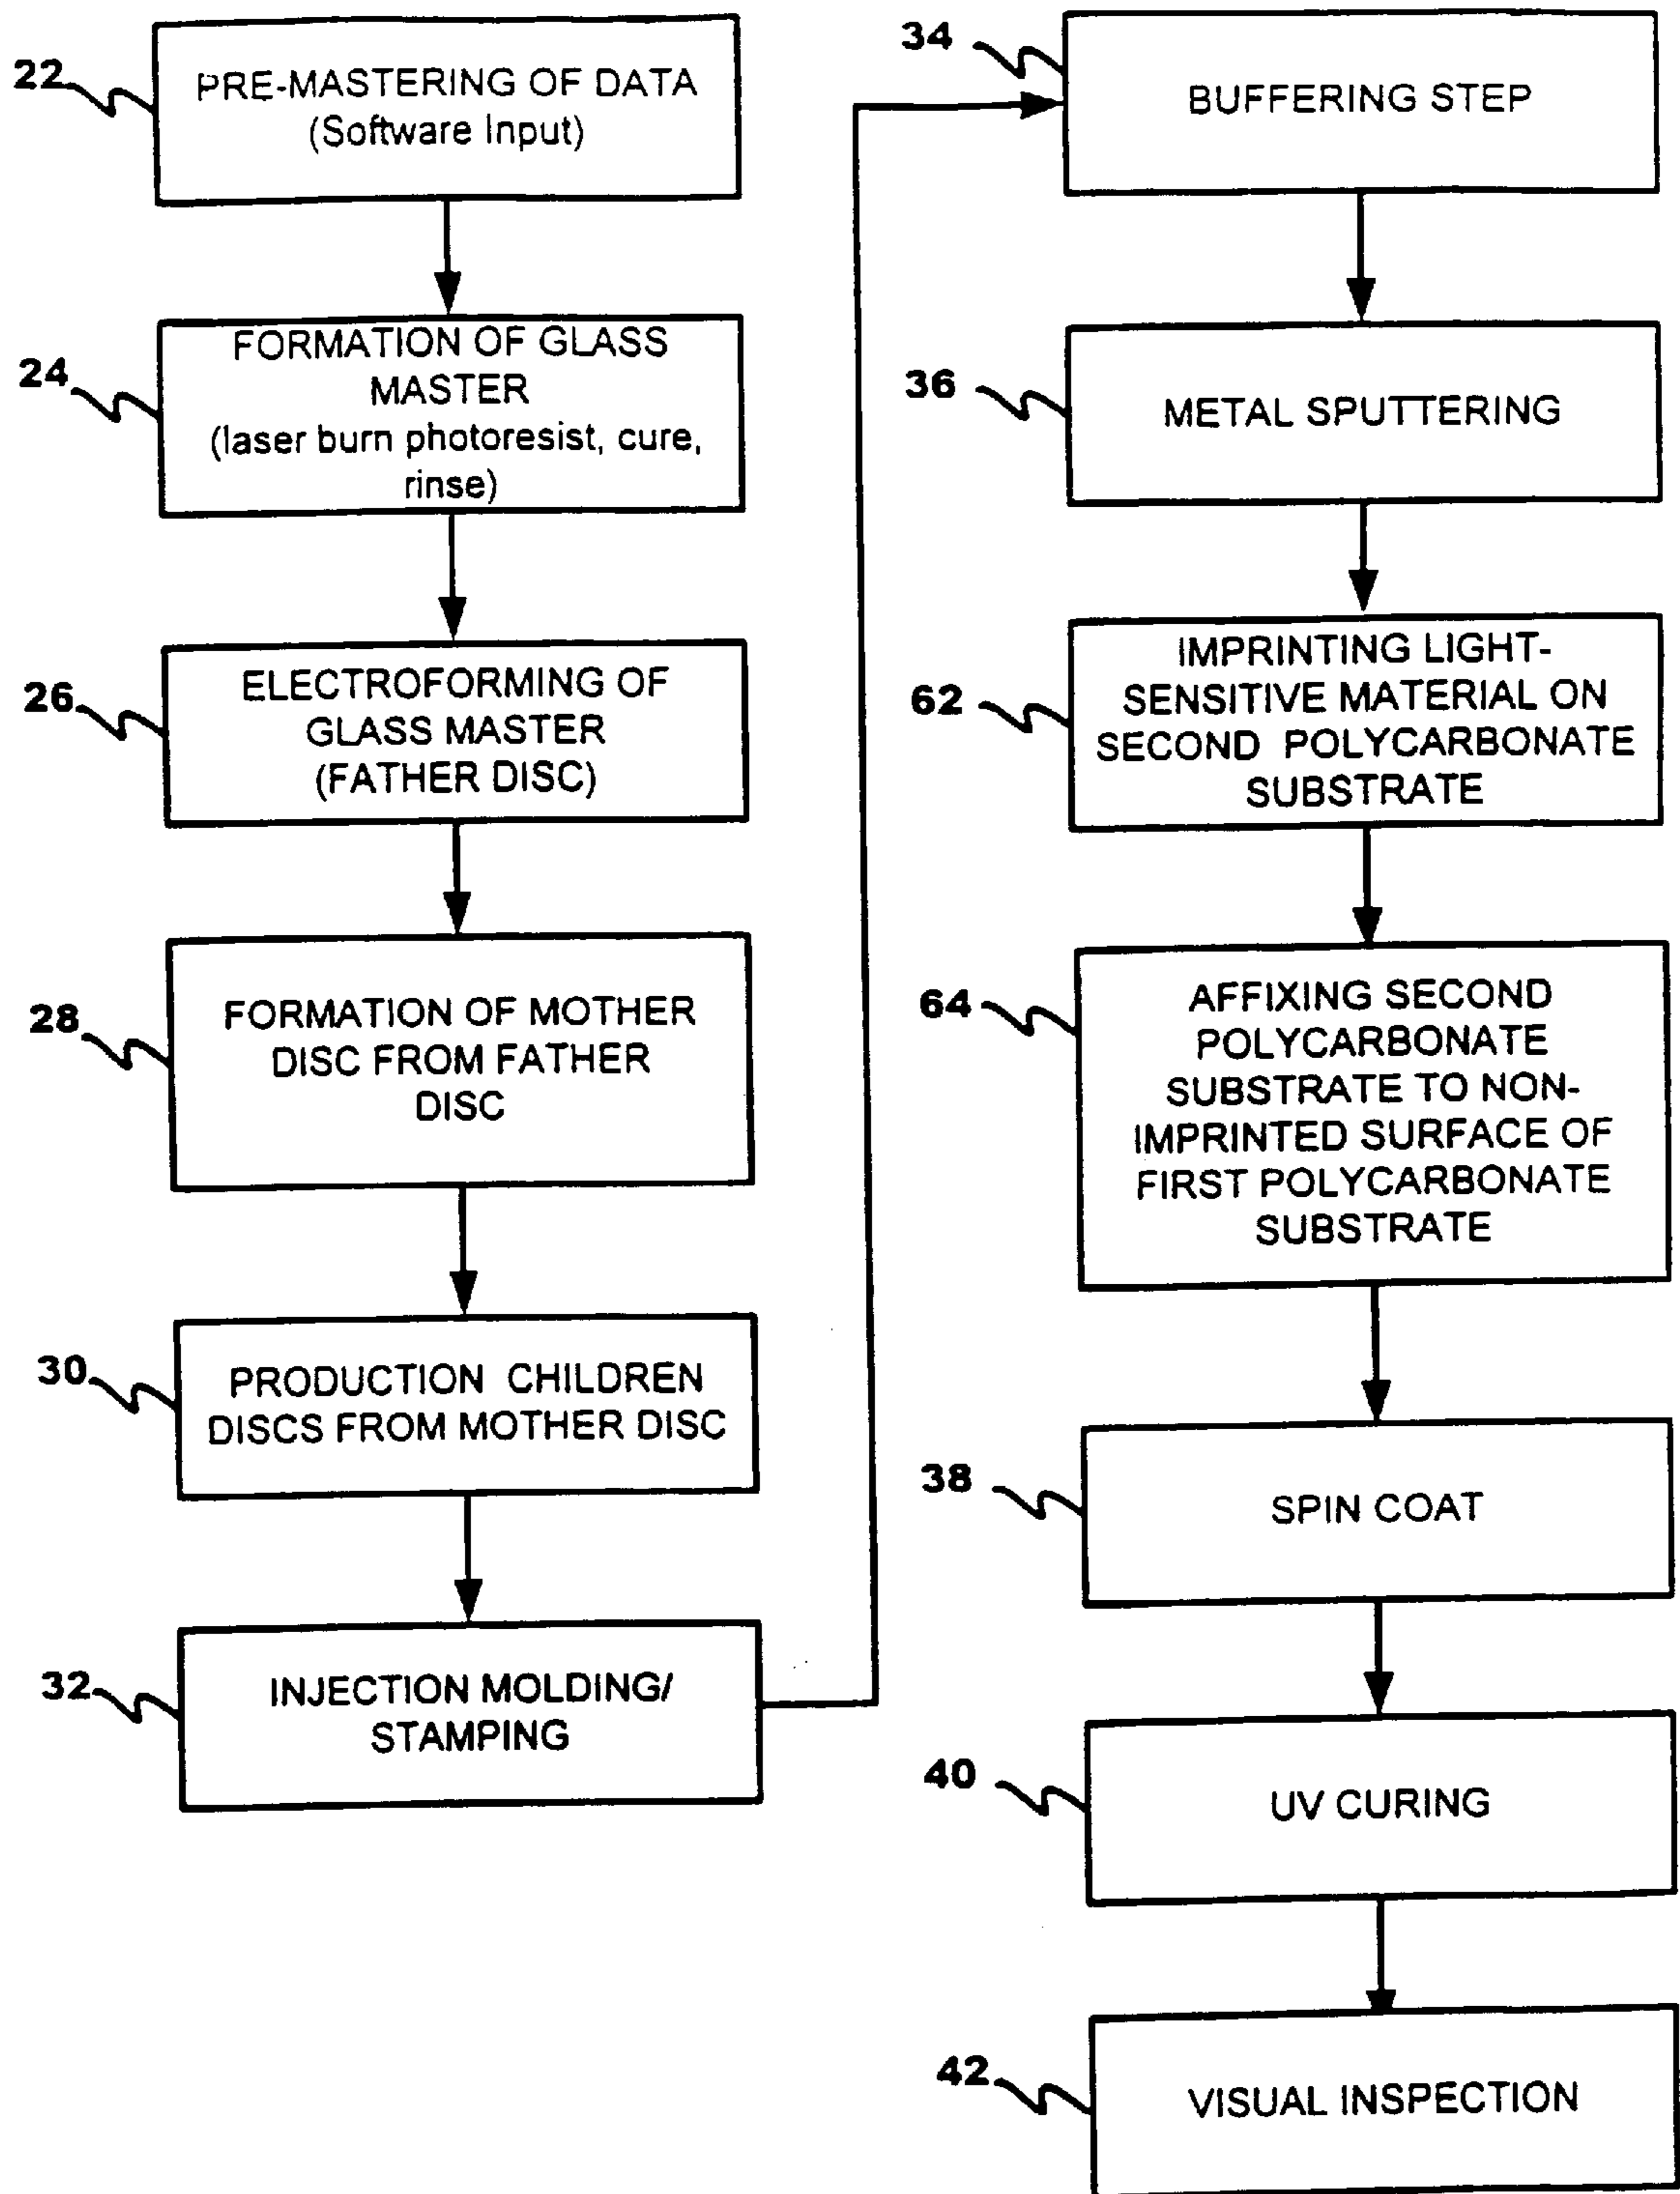 22
PRE-MASTERING OF DATA
(Software Input)
24
FORMATION OF GLASS
MASTER
(laser burn photoresist, cure,
rinse)
26
ELECTROFORMING OF
GLASS MASTER
(FATHER DISC)
28
FORMATION OF MOTHER
DISC FROM FATHER
DISC
30
PRODUCTION CHILDREN
DISCS FROM MOTHER DISC
32
INJECTION MOLDING/
STAMPING
34
BUFFERING STEP
36
METAL SPUTTERING
62
IMPRINTING LIGHT-
SENSITIVE MATERIAL ON
SECOND POLYCARBONATE
SUBSTRATE
64
AFFIXING SECOND
POLYCARBONATE
SUBSTRATE TO NON-
IMPRINTED SURFACE OF
FIRST POLYCARBONATE
SUBSTRATE
38
SPIN COAT
40
UV CURING
42
VISUAL INSPECTION